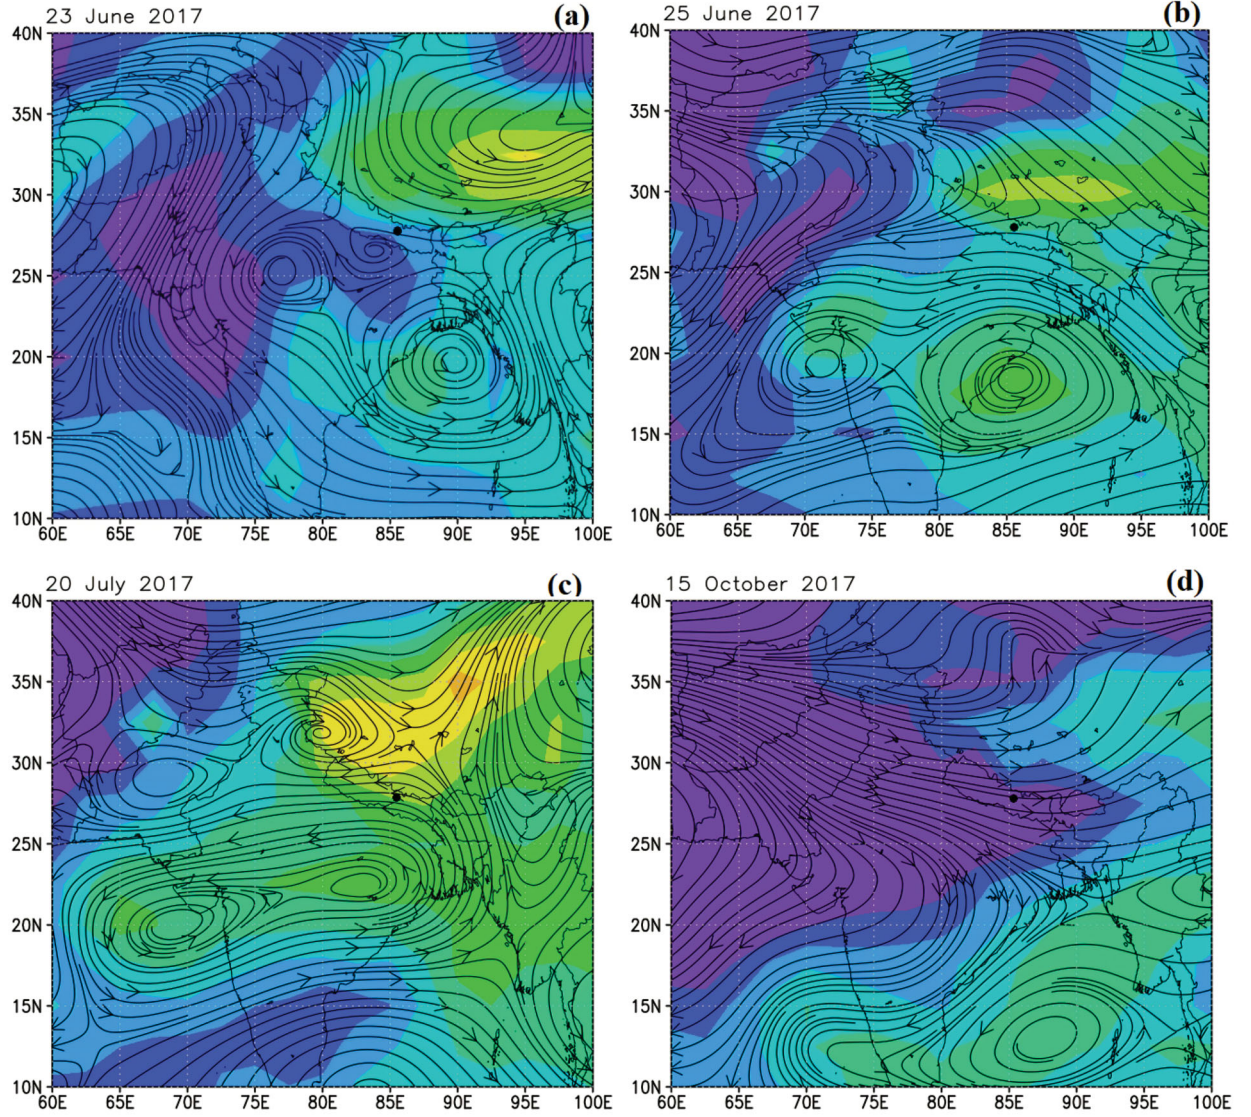 23 June 2017 (a)
25 June 2017 (b)
40N
40N
35N
35N
30N
30N
25N
25N
20N
20N
15N
15N
10N
10N
60E 65E 70E 75E 80E 85E 90E 95E 100E
60E 65E 70E 75E 80E 85E 90E 95E 100E
20 July 2017 (c)
15 October 2017 (d)
40N
40N
35N
35N
30N
30N
25N
25N
20N
20N
15N
15N
10N
10N
60E 65E 70E 75E 80E 85E 90E 95E 100E
60E 65E 70E 75E 80E 85E 90E 95E 100E